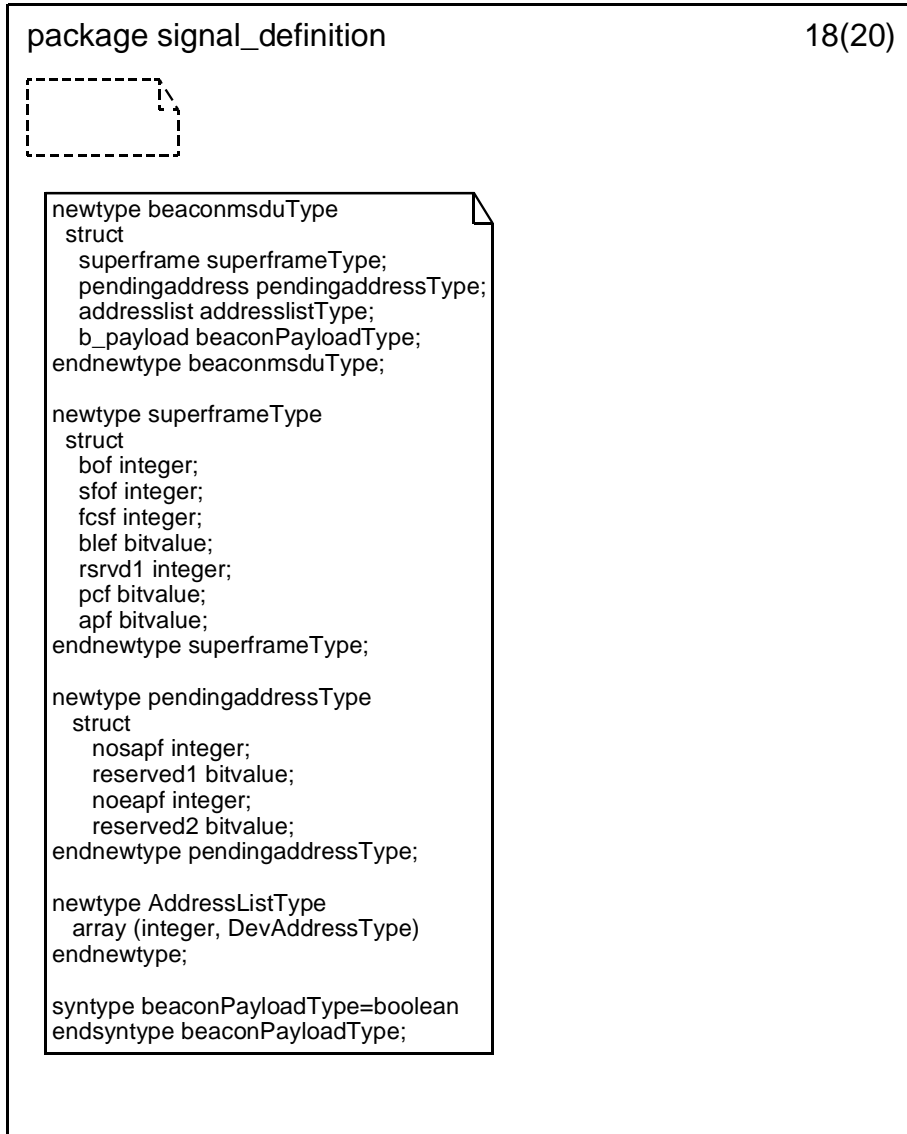 package signal_definition 18(20)
newtype beaconmsduType
struct
superframe superframeType;
pendingaddress pendingaddressType;
addresslist addresslistType;
b_payload beaconPayloadType;
endnewtype beaconmsduType;
newtype superframeType
struct
bof integer;
sfof integer;
fcsf integer;
blef bitvalue;
rsrvd1 integer;
pcf bitvalue;
apf bitvalue;
endnewtype superframeType;
newtype pendingaddressType
struct
nosapf integer;
reserved1 bitvalue;
noeapf integer;
reserved2 bitvalue;
endnewtype pendingaddressType;
newtype AddressListType
array (integer, DevAddressType)
endnewtype;
syntype beaconPayloadType=boolean
endsyntype beaconPayloadType;